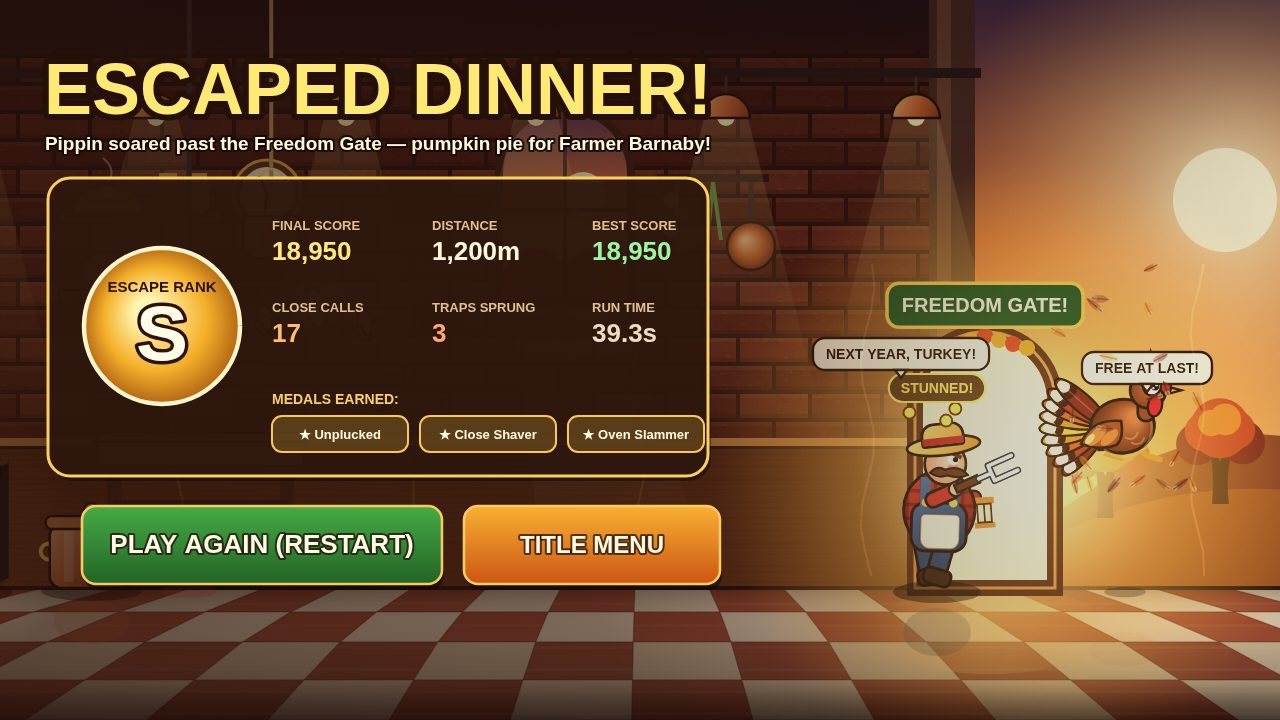 ESCAPED DINNER!
Pippin soared past the Freedom Gate — pumpkin pie for Farmer Barnaby!
ESCAPE RANK
S
FINAL SCORE
18,950
DISTANCE
1,200m
BEST SCORE
18,950
CLOSE CALLS
17
TRAPS SPRUNG
3
RUN TIME
39.3s
MEDALS EARNED:
★ Unplucked
★ Close Shaver
★ Oven Slammer
PLAY AGAIN (RESTART)
TITLE MENU
FREEDOM GATE!
NEXT YEAR, TURKEY!
STUNNED!
FREE AT LAST!